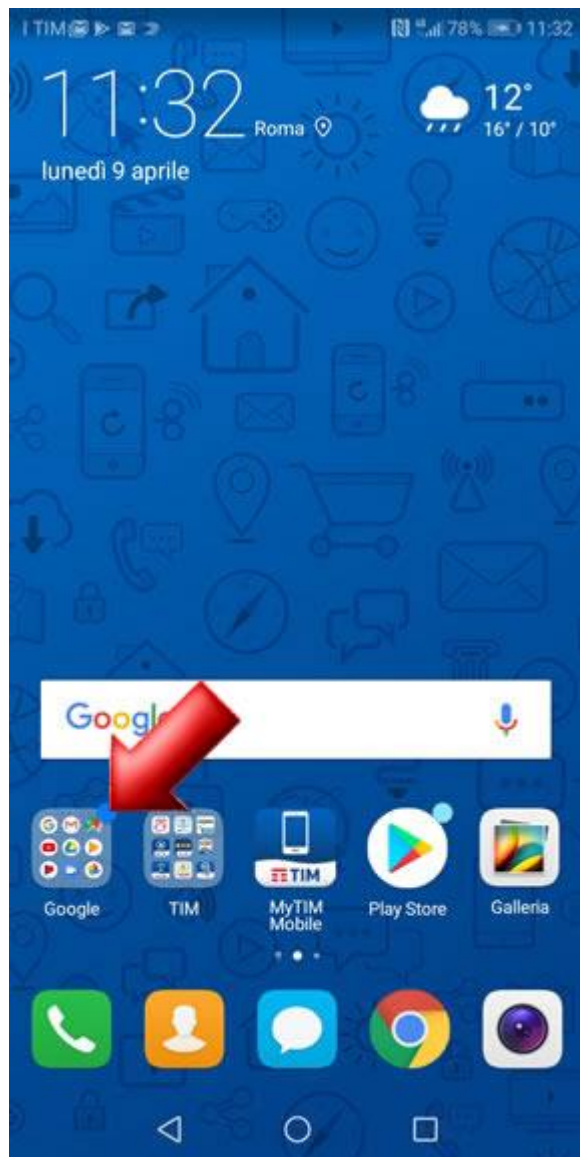 I TIM 78% 11:32
11:32 Roma 12°
16° / 10°
lunedì 9 aprile
Google
Google TIM MyTIM Mobile Play Store Galleria
TIM